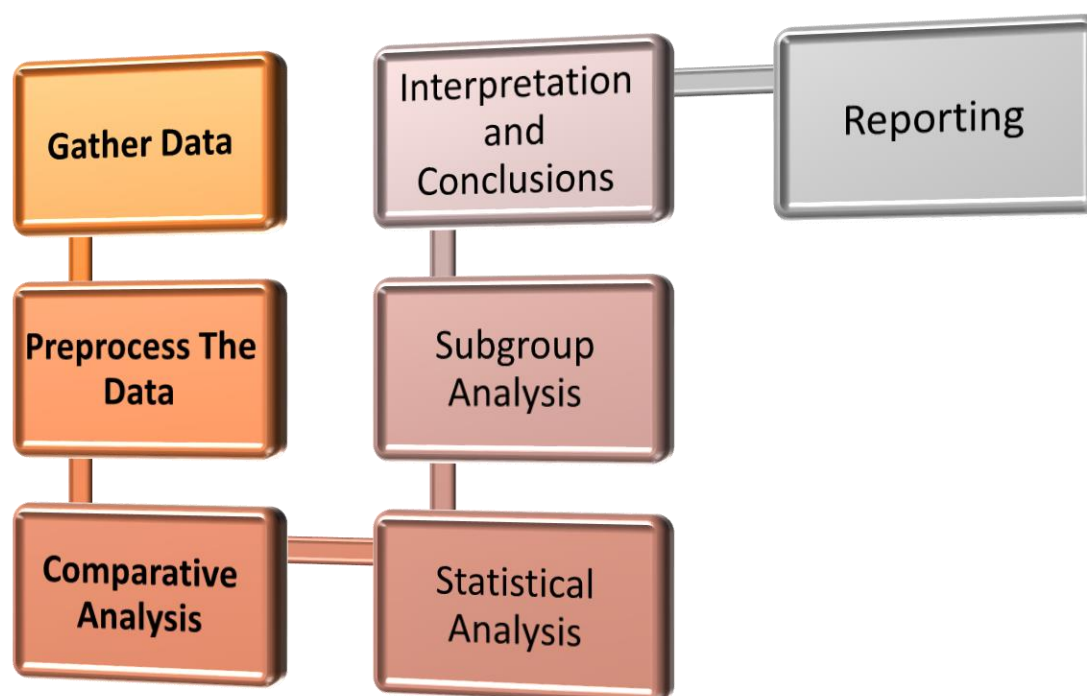 Gather Data
Preprocess The
Data
Comparative
Analysis
Statistical
Analysis
Subgroup
Analysis
Interpretation
and
Conclusions
Reporting